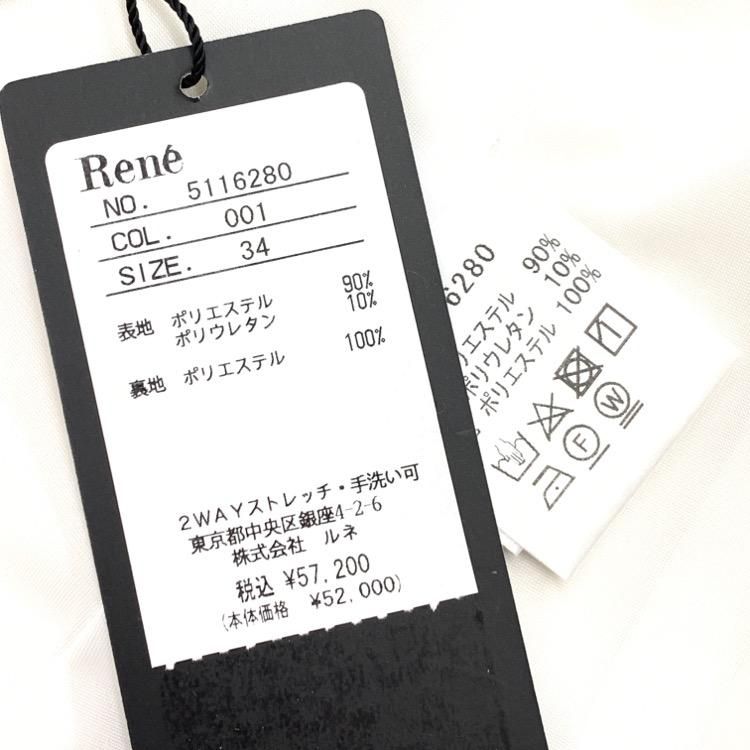 René
NO. 5116280
COL. 001
SIZE. 34
表地 ポリエステル 90%
ポリウレタン 10%
裏地 ポリエステル 100%
2WAYストレッチ・手洗い可
東京都中央区銀座4-2-6
株式会社 ルネ
税込 ¥57,200
(本体価格 ¥52,000)
6280
リエステル 90%
ポリウレタン 10%
ポリエステル 100%
F
W